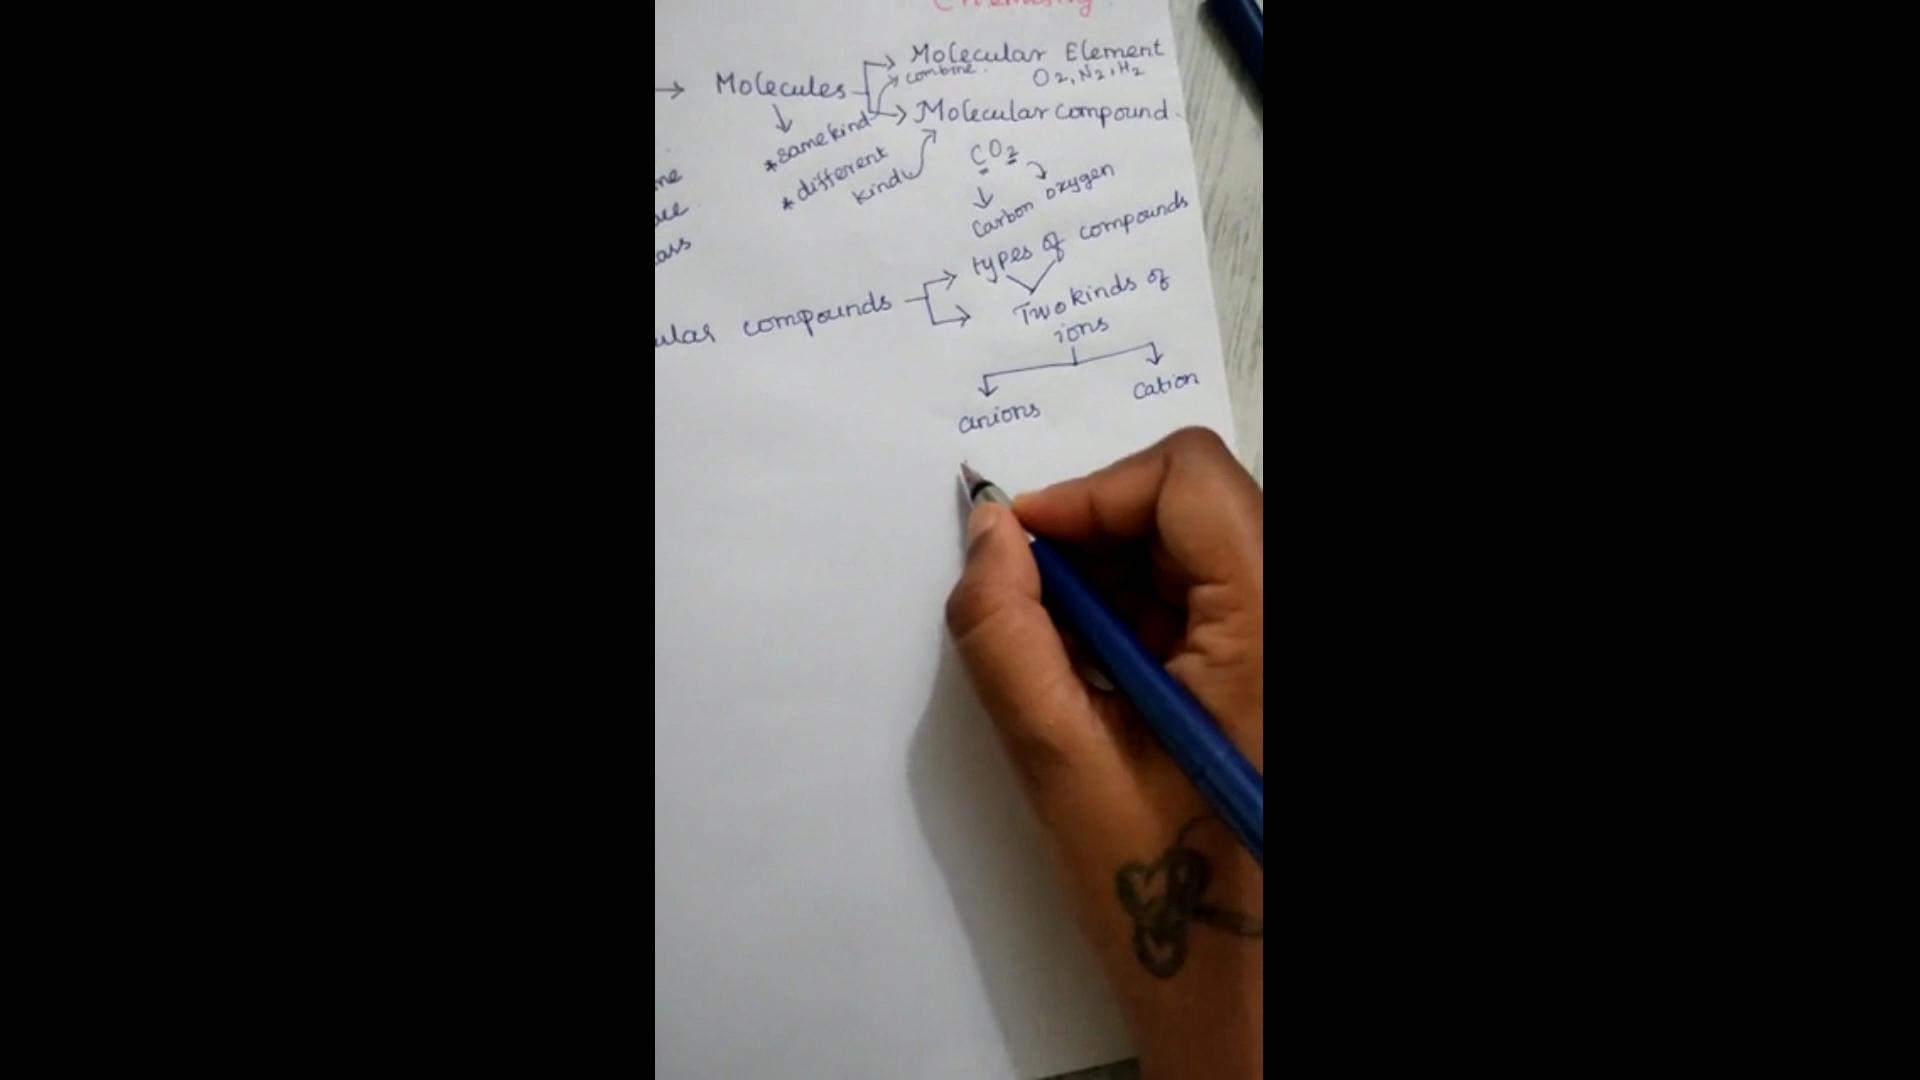 Chemistry
→ Molecules
Molecular Element
combine.
O2, N2, H2
Molecular compound.
*same kind
*different
kind
CO2
Carbon oxygen
types of compounds
compounds
Two kinds of
ions
anions
Cation